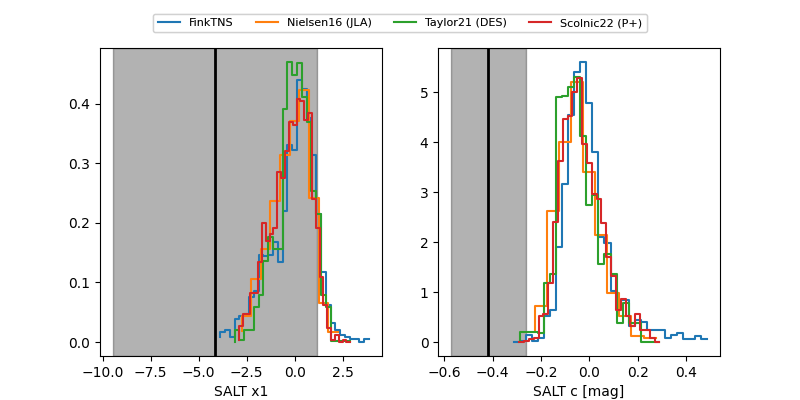 FinkTNS Nielsen16 (JLA) Taylor21 (DES) Scolnic22 (P+)
0.4
0.3
0.2
0.1
0.0
−10.0 −7.5 −5.0 −2.5 0.0 2.5
SALT x1
5
4
3
2
1
0
−0.6 −0.4 −0.2 0.0 0.2 0.4
SALT c [mag]